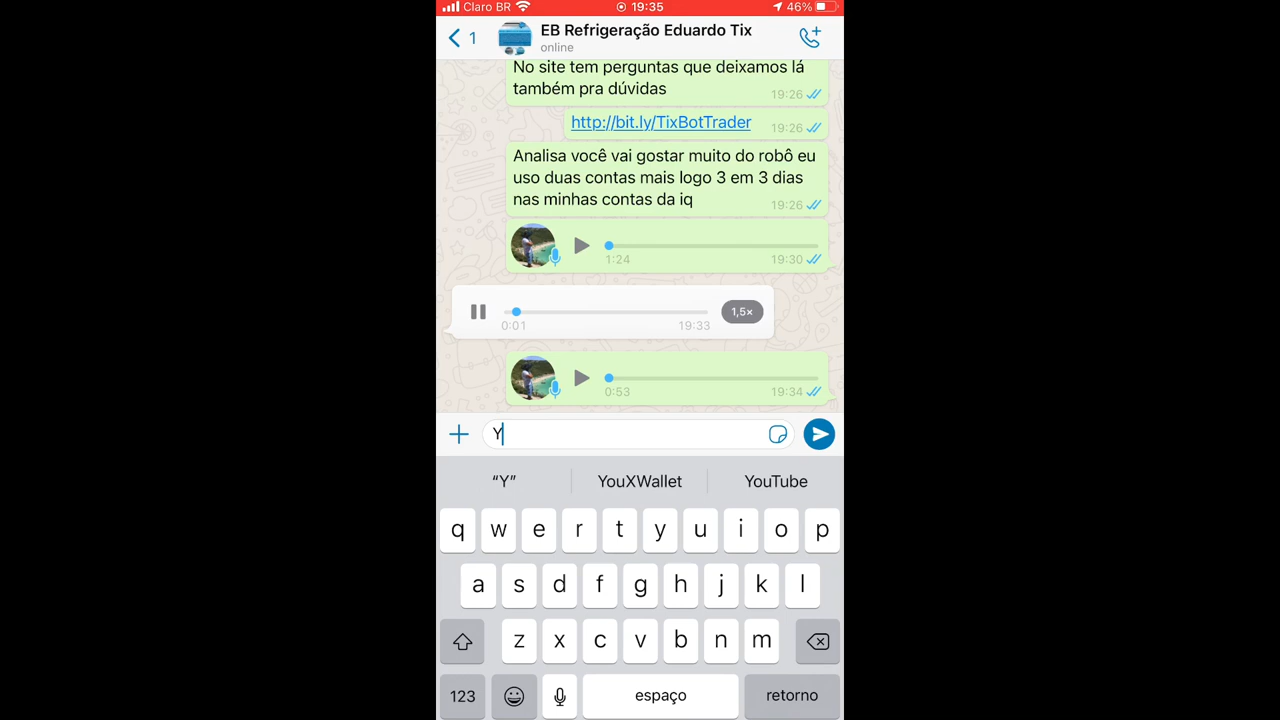 Claro BR 19:35 46%
1 EB Refrigeração Eduardo Tix
online
No site tem perguntas que deixamos lá
também pra dúvidas 19:26
http://bit.ly/TixBotTrader 19:26
Analisa você vai gostar muito do robô eu
uso duas contas mais logo 3 em 3 dias
nas minhas contas da iq 19:26
1:24 19:30
1,5×
0:01 19:33
0:53 19:34
Y
“Y” YouXWallet YouTube
q w e r t y u i o p
a s d f g h j k l
z x c v b n m
123 espaço retorno